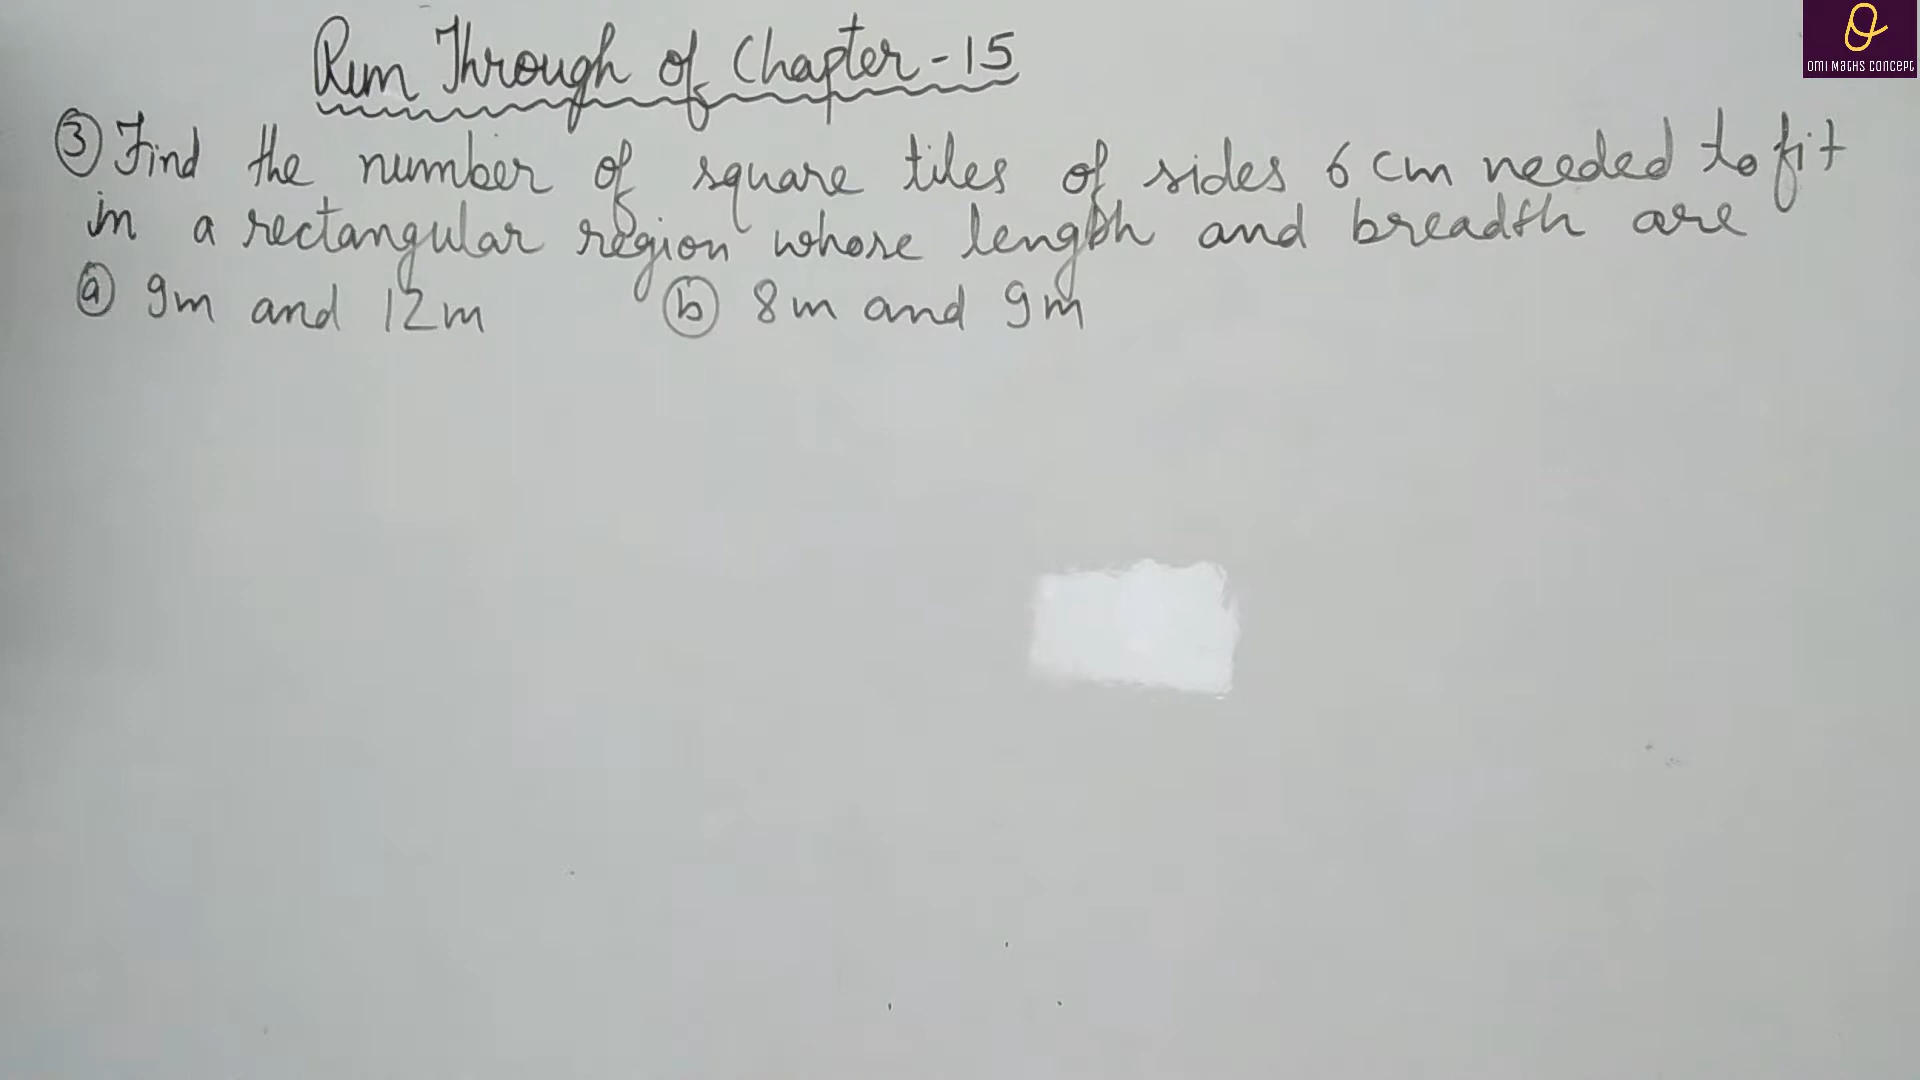 Run Through of Chapter-15
③ Find the number of square tiles of sides 6 cm needed to fit
in a rectangular region whose length and breadth are
ⓐ 9m and 12m ⓑ 8m and 9m
OMI MATHS CONCEPT